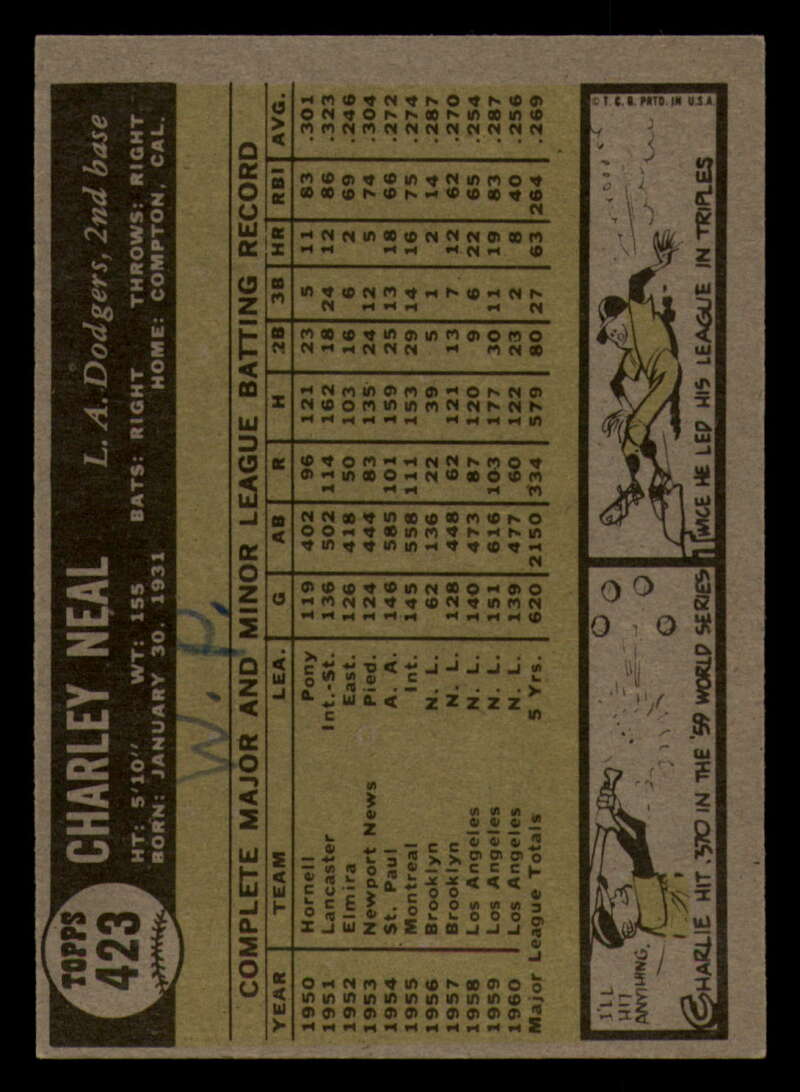 TOPPS
423
CHARLEY NEAL L. A. Dodgers, 2nd base
HT: 5'10" WT: 155 BATS: RIGHT THROWS: RIGHT
BORN: JANUARY 30, 1931 HOME: COMPTON, CAL.
W. P.
COMPLETE MAJOR AND MINOR LEAGUE BATTING RECORD
YEAR TEAM LEA. G AB R H 2B 3B HR RBI AVG.
1950 Hornell Pony 119 402 96 121 23 5 11 83 .301
1951 Lancaster Int.-St. 136 502 114 162 18 24 12 86 .323
1952 Elmira East. 126 418 50 103 16 6 2 69 .246
1953 Newport News Pied. 124 444 83 135 24 12 5 74 .304
1954 St. Paul A. A. 146 585 101 159 25 13 18 66 .272
1955 Montreal Int. 145 558 111 153 29 14 16 75 .274
1956 Brooklyn N. L. 62 136 22 39 5 1 2 14 .287
1957 Brooklyn N. L. 128 448 62 121 13 7 12 62 .270
1958 Los Angeles N. L. 140 473 87 120 9 6 22 65 .254
1959 Los Angeles N. L. 151 616 103 177 30 11 19 83 .287
1960 Los Angeles N. L. 139 477 60 122 23 2 8 40 .256
Major League Totals 5 Yrs. 620 2150 334 579 80 27 63 264 .269
I'LL
HIT
ANYTHING.
CHARLIE HIT .370 IN THE '59 WORLD SERIES
© T. C. G. PRTD. IN U.S.A.
TWICE HE LED HIS LEAGUE IN TRIPLES